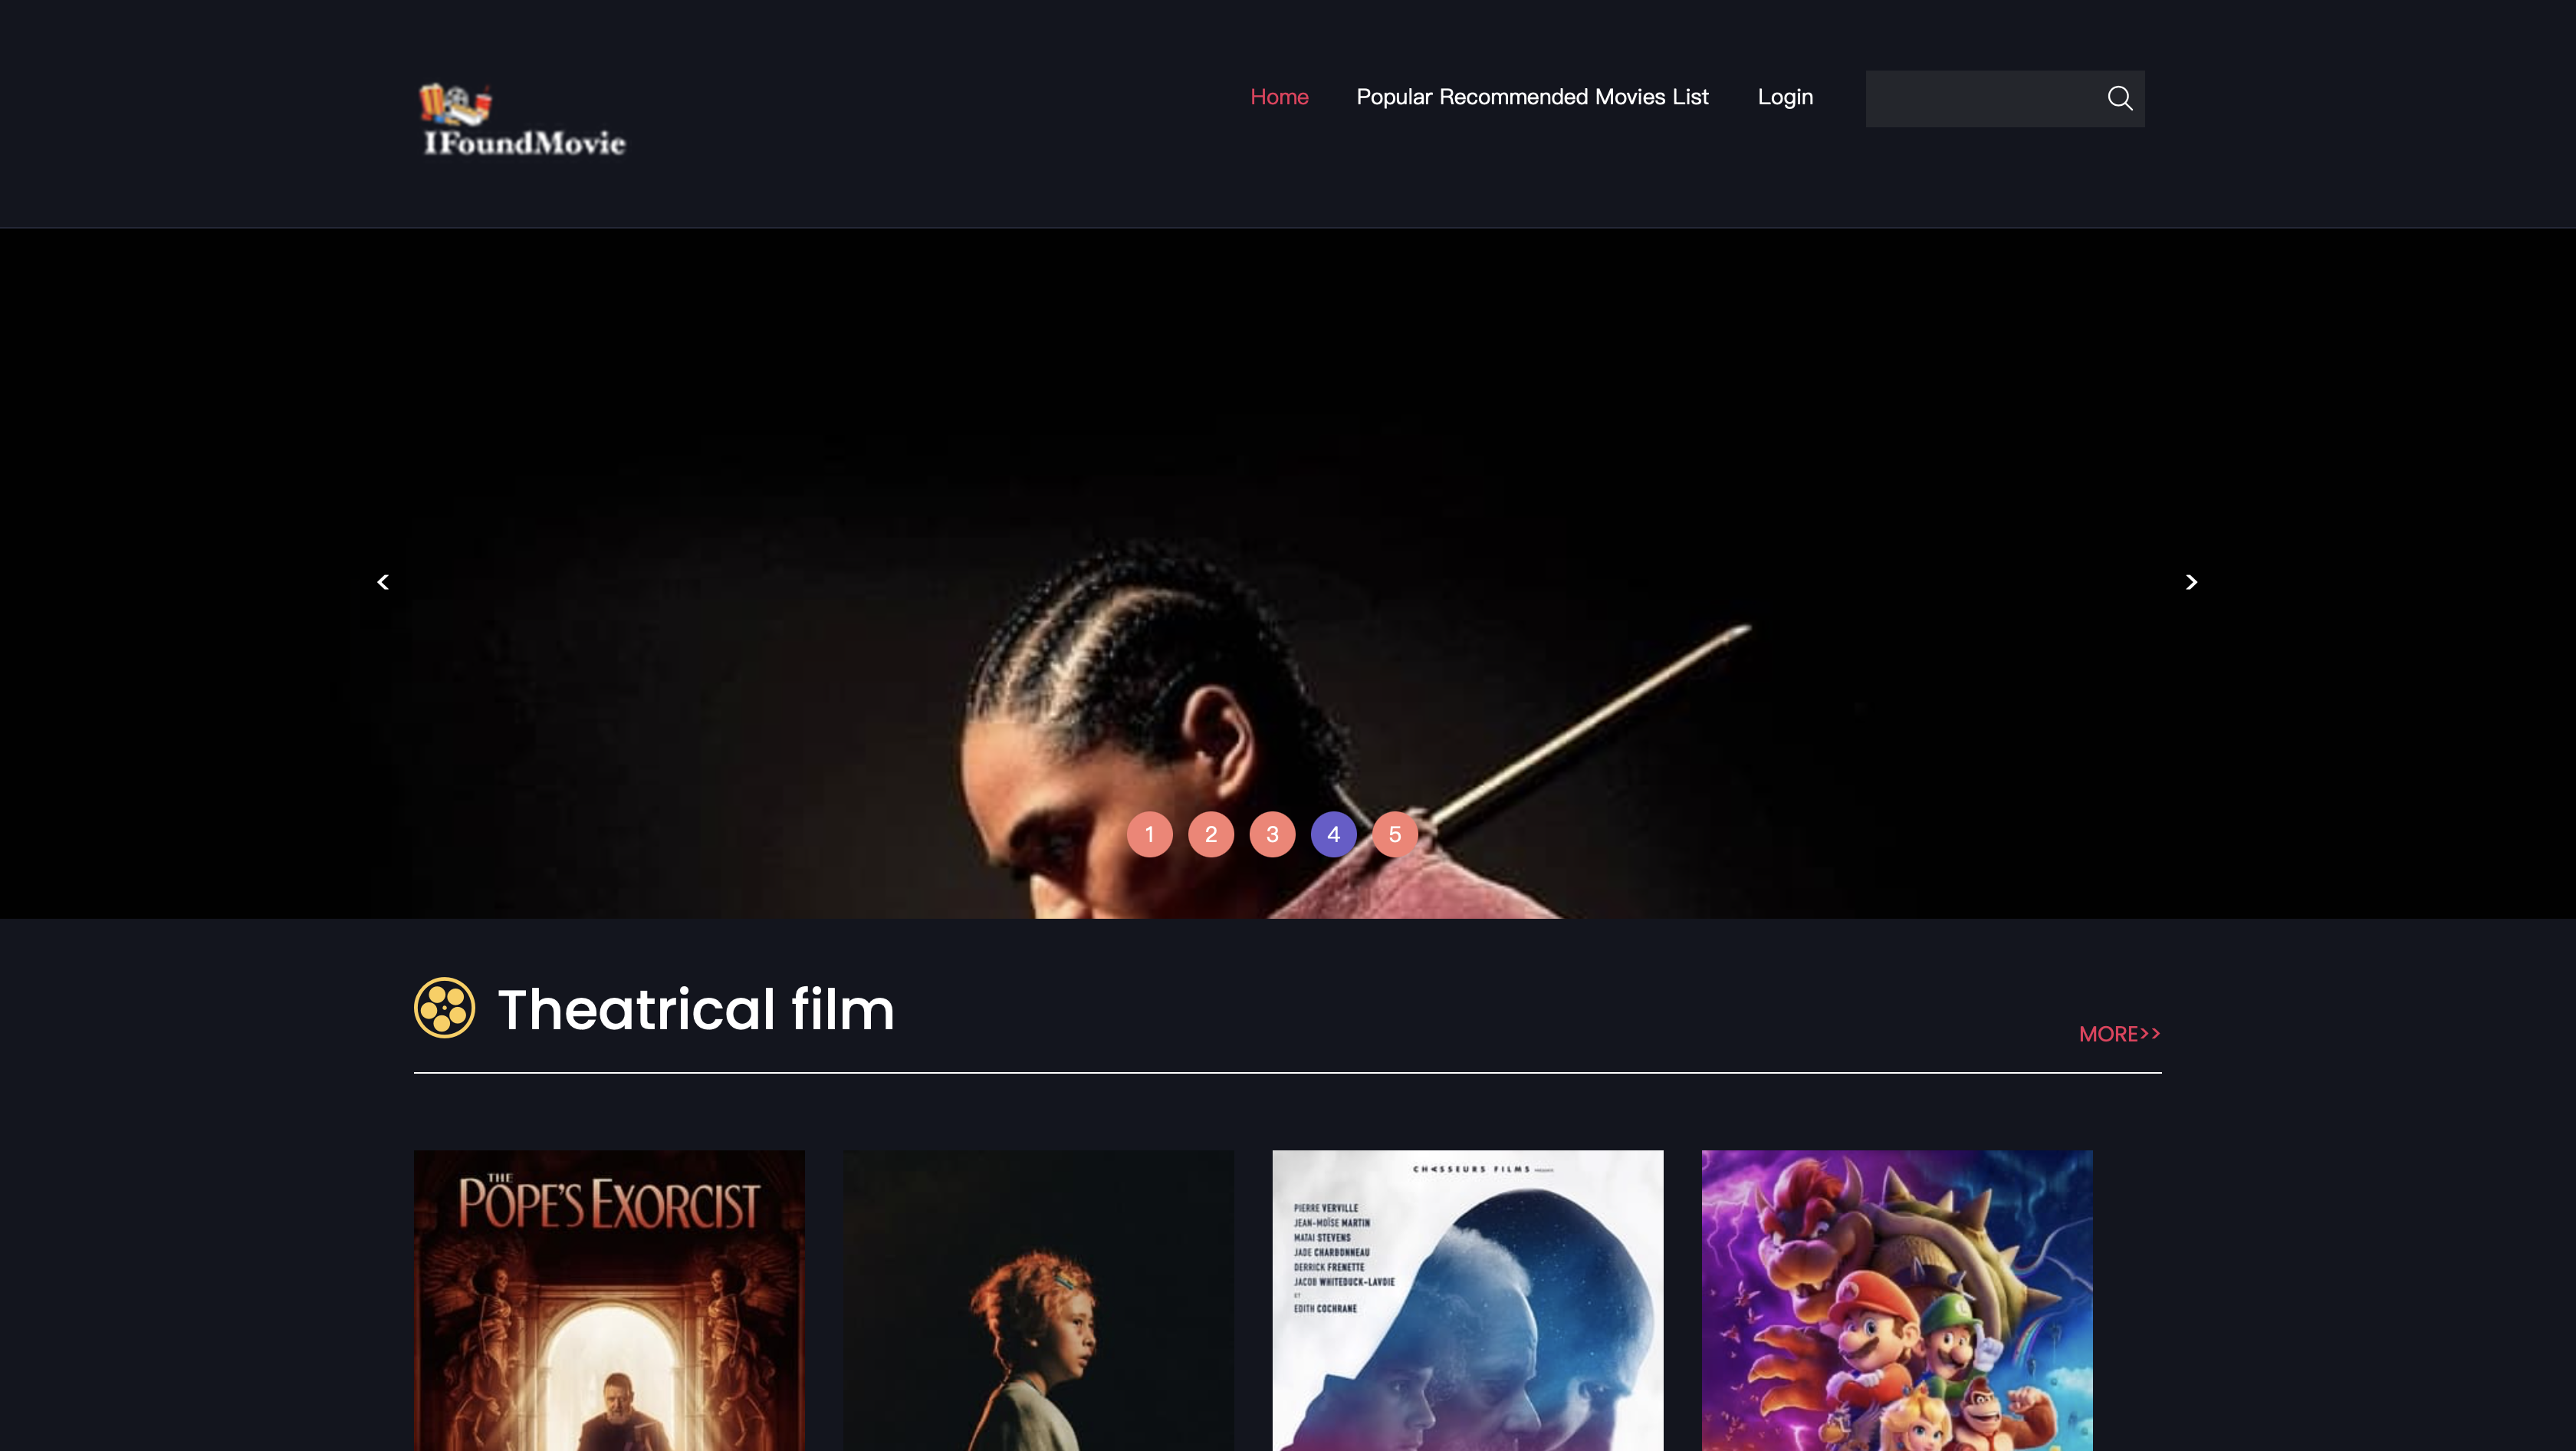 IFoundMovie
Home
Popular Recommended Movies List
Login
<
>
1
2
3
4
5
Theatrical film
MORE>>
THE
POPE'S EXORCIST
CHASSEURS FILMS
PIERRE VERVILLE
JEAN-MOÏSE MARTIN
MATAI STEVENS
JADE CHARBONNEAU
DERRICK FRENETTE
JACOB WHITEDUCK-LAVOIE
ET
EDITH COCHRANE